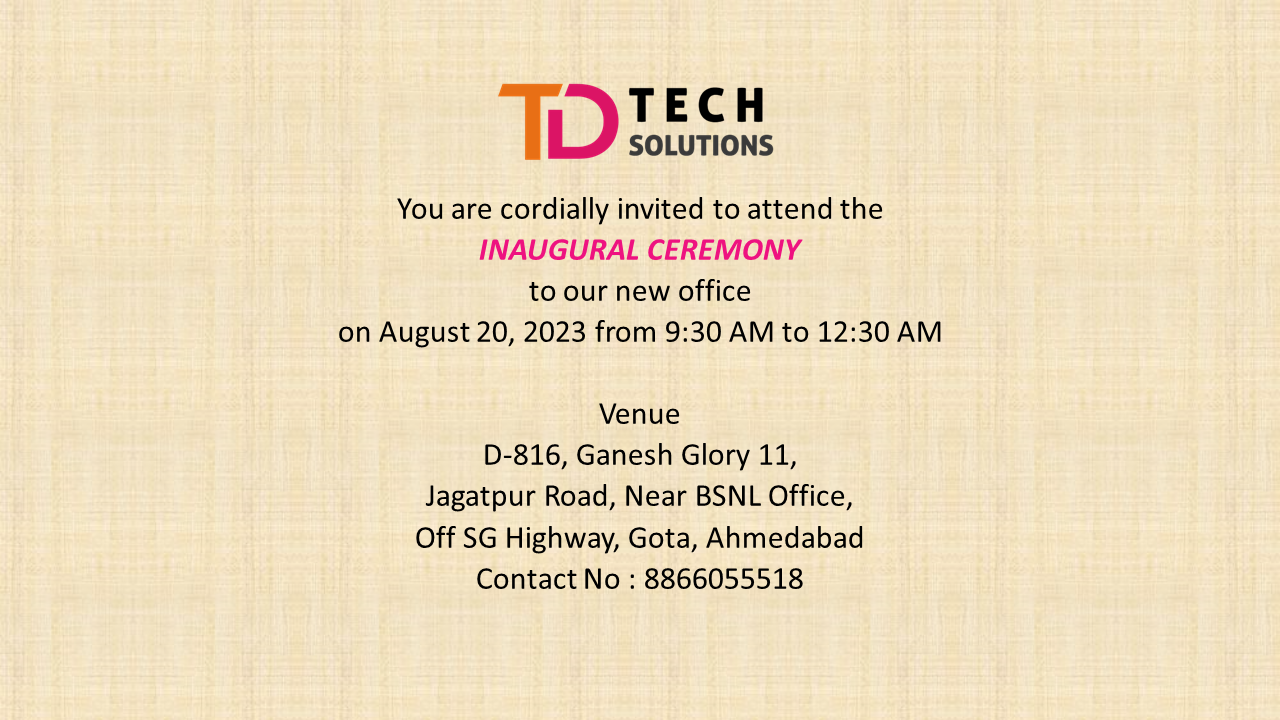 TD TECH
SOLUTIONS
You are cordially invited to attend the
INAUGURAL CEREMONY
to our new office
on August 20, 2023 from 9:30 AM to 12:30 AM
Venue
D-816, Ganesh Glory 11,
Jagatpur Road, Near BSNL Office,
Off SG Highway, Gota, Ahmedabad
Contact No : 8866055518